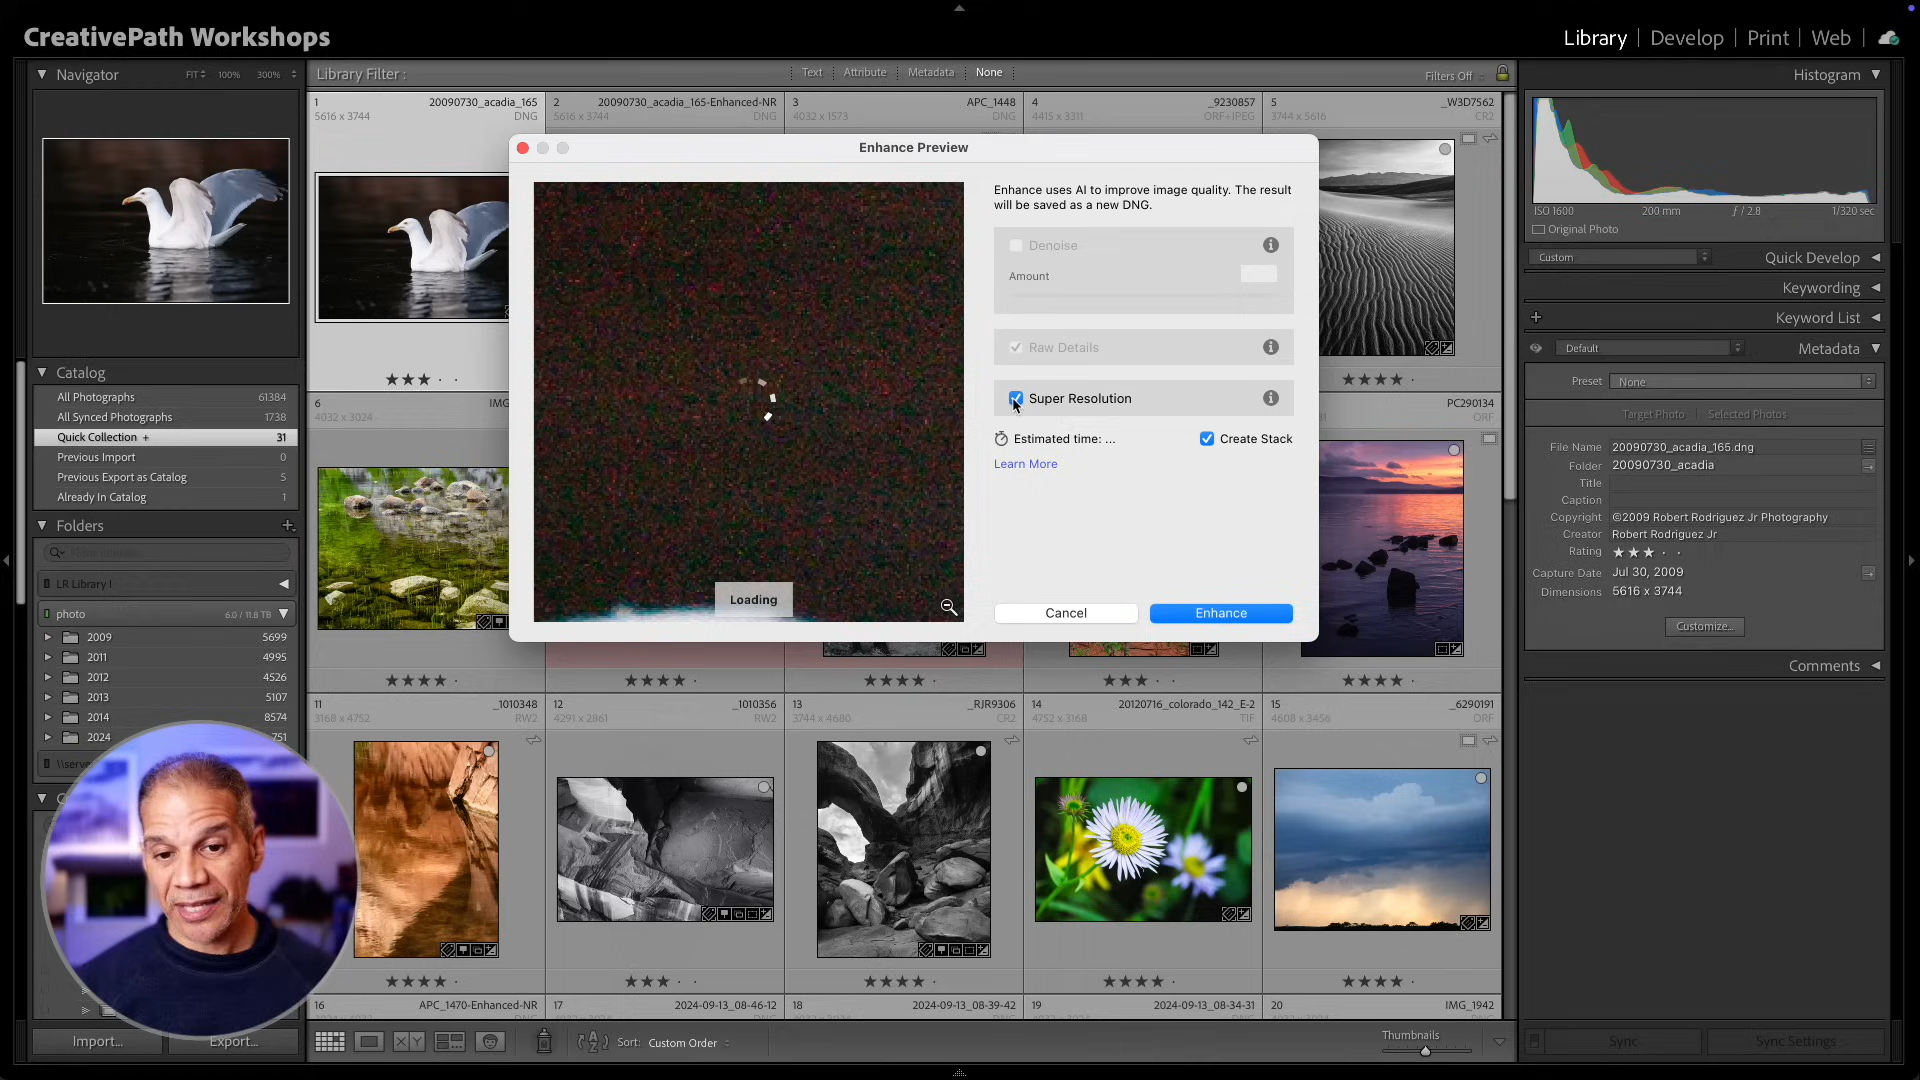 CreativePath Workshops
Library | Develop | Print | Web
Navigator FIT 100% 300%
Library Filter : Text Attribute Metadata None Filters Off
Histogram
1 20090730_acadia_165
5616 x 3744 DNG
2 20090730_acadia_165-Enhanced-NR
5616 x 3744 DNG
3 APC_1448
4032 x 1573 DNG
4 _9230857
4415 x 3311 ORF+JPEG
5 _W3D7562
3744 x 5616 CR2
Enhance Preview
Enhance uses AI to improve image quality. The result
will be saved as a new DNG.
Denoise
Amount
Raw Details
Super Resolution
Estimated time: ...
Create Stack
Learn More
Loading
Cancel
Enhance
ISO 1600 200 mm ƒ / 2.8 1/320 sec
Original Photo
Custom Quick Develop
Keywording
Keyword List
Default Metadata
Preset None
Target Photo Selected Photos
File Name 20090730_acadia_165.dng
Folder 20090730_acadia
Title
Caption
Copyright ©2009 Robert Rodriguez Jr Photography
Creator Robert Rodriguez Jr
Rating
Capture Date Jul 30, 2009
Dimensions 5616 x 3744
Customize...
Comments
Catalog
All Photographs 61384
All Synced Photographs 1738
Quick Collection + 31
Previous Import 0
Previous Export as Catalog 5
Already In Catalog 1
Folders
LR Library I
photo 6.0 / 11.8 TB
2009 5699
2011 4995
2012 4526
2013 5107
2014 8574
2024 751
6 IMG
4032 x 3024
PC290134
ORF
11 _1010348
3168 x 4752 RW2
12 _1010356
4291 x 2861 RW2
13 _RJR9306
3744 x 4680 CR2
14 20120716_colorado_142_E-2
4752 x 3168 TIF
15 _6290191
4608 x 3456 ORF
16 APC_1470-Enhanced-NR
17 2024-09-13_08-46-12
18 2024-09-13_08-39-42
19 2024-09-13_08-34-31
20 IMG_1942
Import... Export...
Sort: Custom Order
Thumbnails
Sync Sync Settings